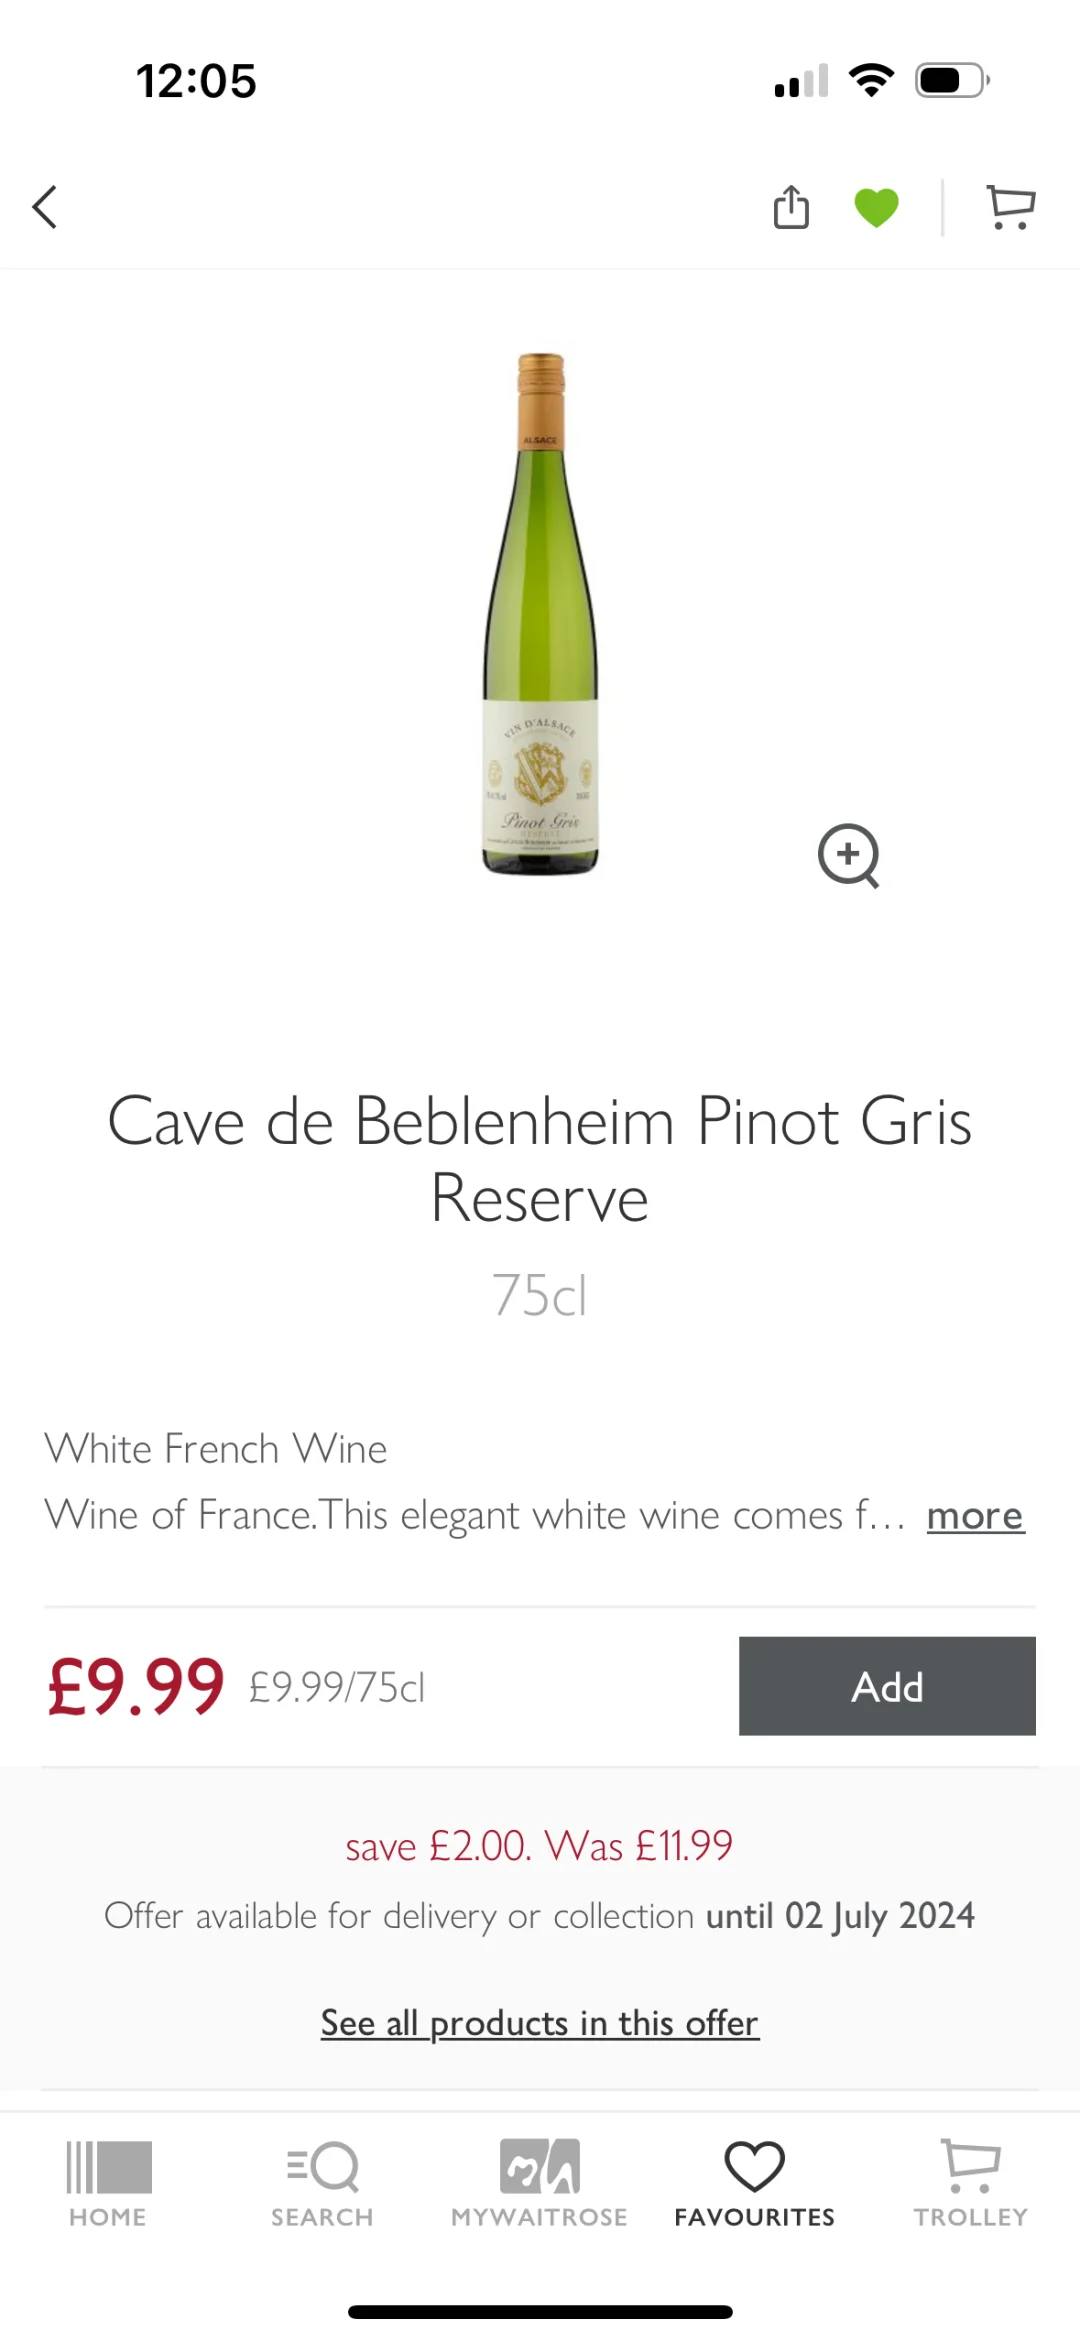 12:05
ALSACE
VIN D'ALSACE
Pinot Gris
RESERVE
Cave de Beblenheim Pinot Gris
Reserve
75cl
White French Wine
Wine of France.This elegant white wine comes f... more
£9.99 £9.99/75cl
Add
save £2.00. Was £11.99
Offer available for delivery or collection until 02 July 2024
See all products in this offer
HOME
SEARCH
MYWAITROSE
FAVOURITES
TROLLEY